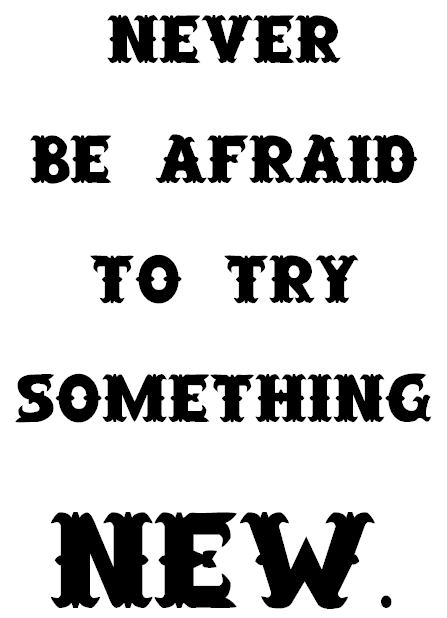 NEVER
BE AFRAID
TO TRY
SOMETHING
NEW.